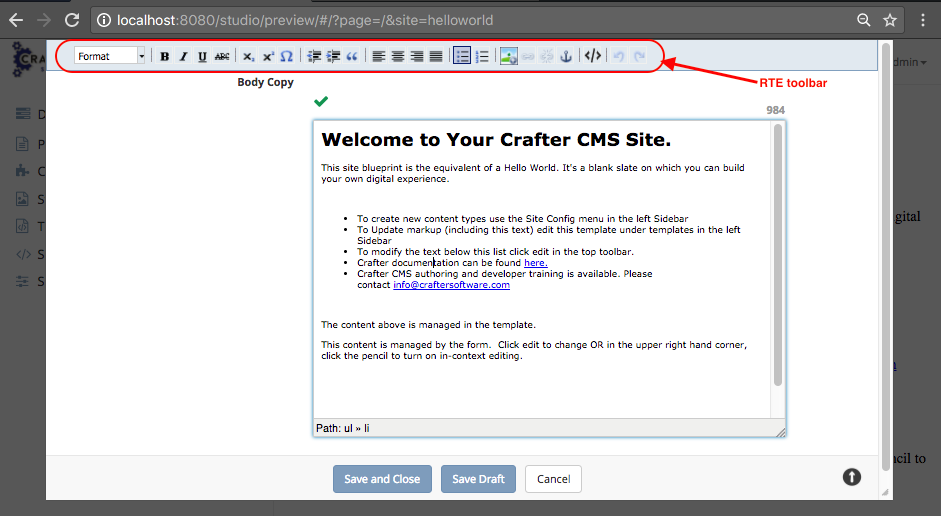 localhost:8080/studio/preview/#/?page=/&site=helloworld
CRA
dmin
Format B I U ABC X₂ X² Ω “ </>
RTE toolbar
Body Copy
984
D
P
C
S
T
S
S
Welcome to Your Crafter CMS Site.
This site blueprint is the equivalent of a Hello World. It's a blank slate on which you can build
your own digital experience.
gital
• To create new content types use the Site Config menu in the left Sidebar
• To Update markup (including this text) edit this template under templates in the left
Sidebar
• To modify the text below this list click edit in the top toolbar.
• Crafter documentation can be found here.
• Crafter CMS authoring and developer training is available. Please
contact info@craftersoftware.com
The content above is managed in the template.
This content is managed by the form.  Click edit to change OR in the upper right hand corner,
click the pencil to turn on in-context editing.
Path: ul » li
ncil to
Save and Close Save Draft Cancel